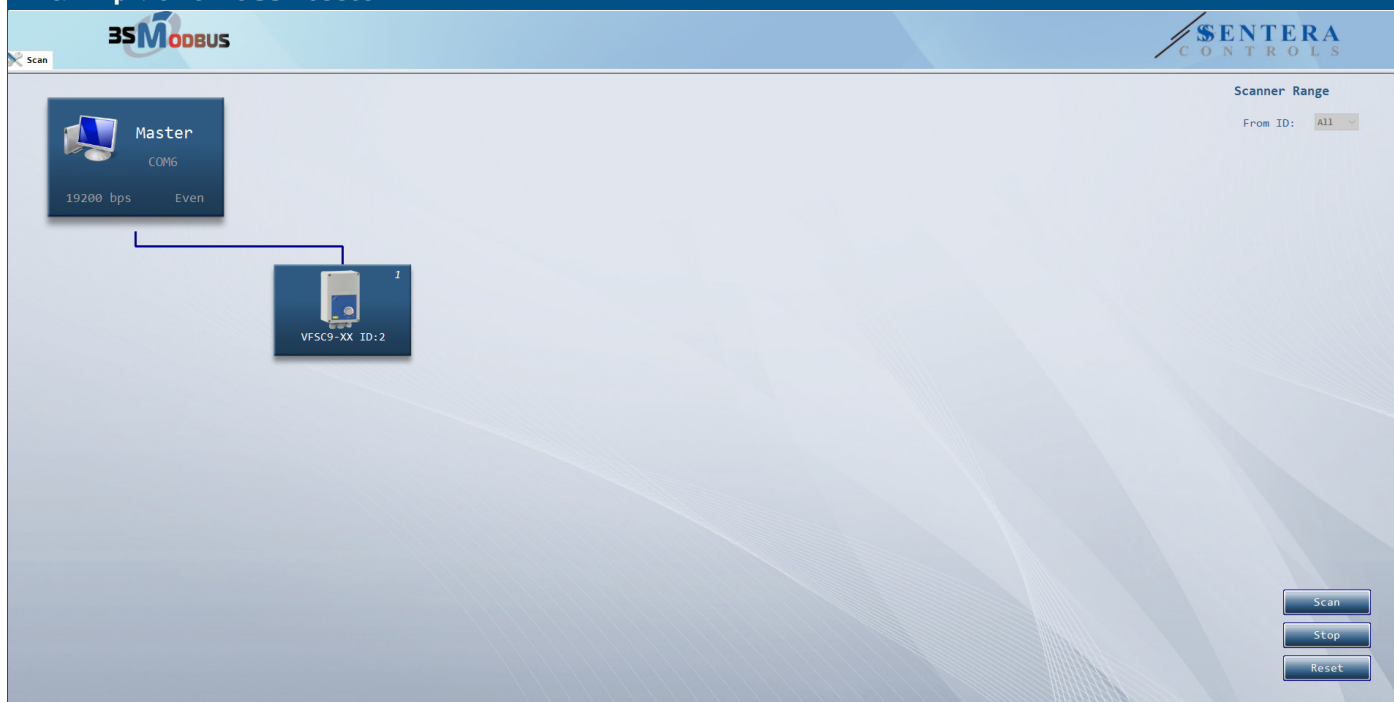 3SModbus
SENTERA
CONTROLS
Scan
Scanner Range
From ID: All
Master
COM6
19200 bps Even
1
VFSC9-XX ID:2
Scan
Stop
Reset